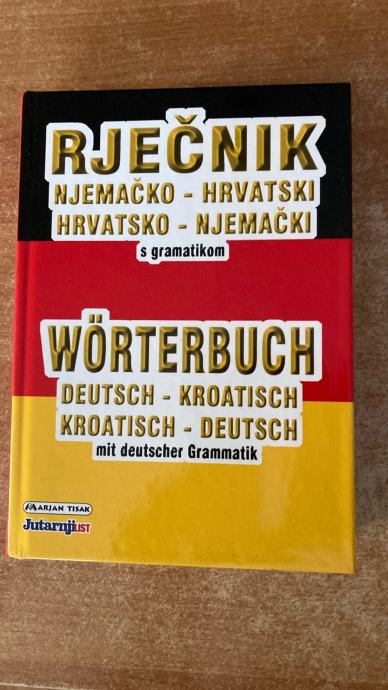 RJEČNIK
NJEMAČKO - HRVATSKI
HRVATSKO - NJEMAČKI
s gramatikom
WÖRTERBUCH
DEUTSCH - KROATISCH
KROATISCH - DEUTSCH
mit deutscher Grammatik
MARJAN TISAK
Jutarnji LIST